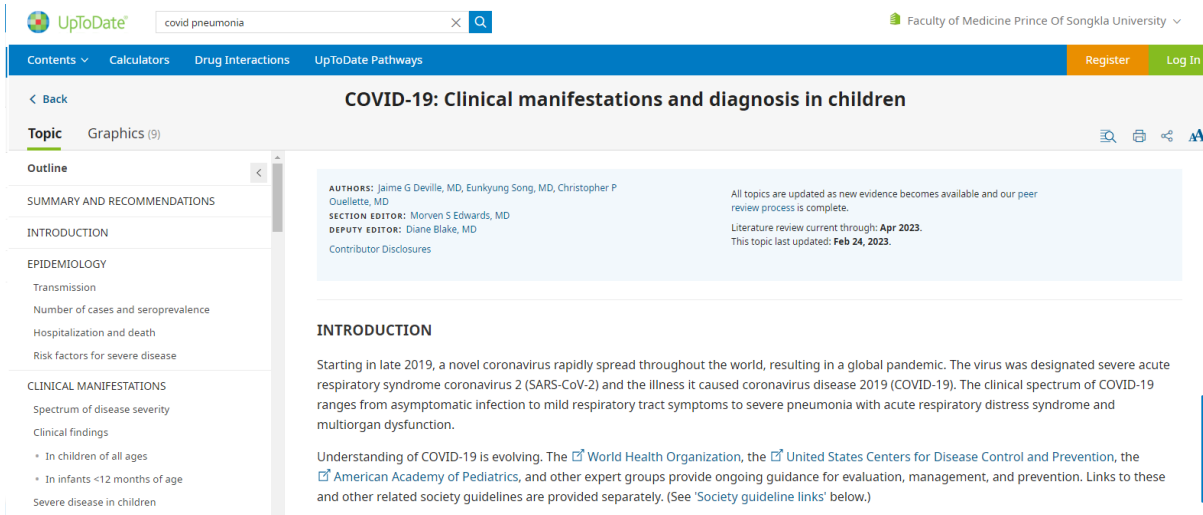 UpToDate®
covid pneumonia
Faculty of Medicine Prince Of Songkla University
Contents
Calculators
Drug Interactions
UpToDate Pathways
Register
Log In
Back
COVID-19: Clinical manifestations and diagnosis in children
Topic
Graphics (9)
Outline
SUMMARY AND RECOMMENDATIONS
INTRODUCTION
EPIDEMIOLOGY
Transmission
Number of cases and seroprevalence
Hospitalization and death
Risk factors for severe disease
CLINICAL MANIFESTATIONS
Spectrum of disease severity
Clinical findings
• In children of all ages
• In infants <12 months of age
Severe disease in children
AUTHORS: Jaime G Deville, MD, Eunkyung Song, MD, Christopher P
Ouellette, MD
SECTION EDITOR: Morven S Edwards, MD
DEPUTY EDITOR: Diane Blake, MD
Contributor Disclosures
All topics are updated as new evidence becomes available and our peer
review process is complete.
Literature review current through: Apr 2023.
This topic last updated: Feb 24, 2023.
INTRODUCTION
Starting in late 2019, a novel coronavirus rapidly spread throughout the world, resulting in a global pandemic. The virus was designated severe acute
respiratory syndrome coronavirus 2 (SARS-CoV-2) and the illness it caused coronavirus disease 2019 (COVID-19). The clinical spectrum of COVID-19
ranges from asymptomatic infection to mild respiratory tract symptoms to severe pneumonia with acute respiratory distress syndrome and
multiorgan dysfunction.
Understanding of COVID-19 is evolving. The World Health Organization, the United States Centers for Disease Control and Prevention, the
American Academy of Pediatrics, and other expert groups provide ongoing guidance for evaluation, management, and prevention. Links to these
and other related society guidelines are provided separately. (See 'Society guideline links' below.)